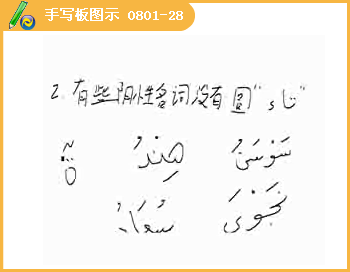 手写板图示 0801-28
2. 有些阴性名词没有圆“تاء”
سَوْسَنُ هِنْدُ
نَجْوَى سُعَادُ